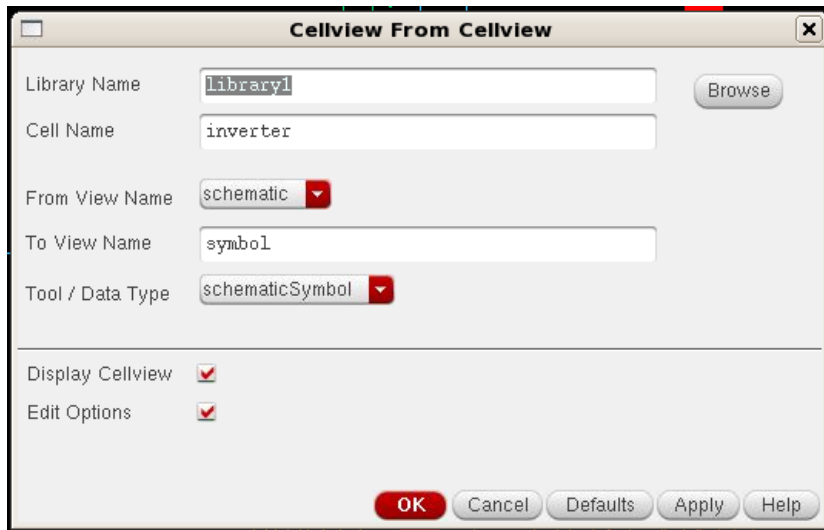 Cellview From Cellview
Library Name library1 Browse
Cell Name inverter
From View Name schematic
To View Name symbol
Tool / Data Type schematicSymbol
Display Cellview
Edit Options
OK Cancel Defaults Apply Help